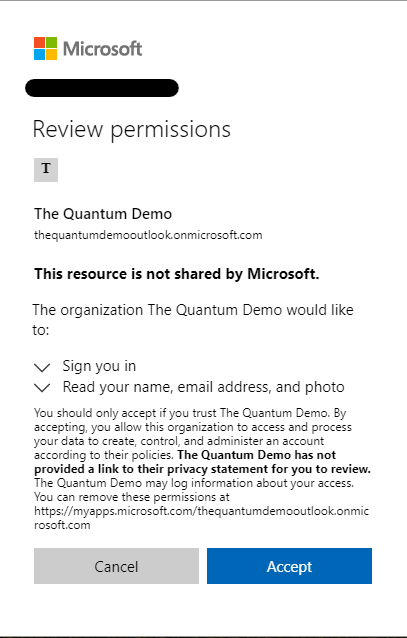 Microsoft
Review permissions
T
The Quantum Demo
thequantumdemooutlook.onmicrosoft.com
This resource is not shared by Microsoft.
The organization The Quantum Demo would like
to:
Sign you in
Read your name, email address, and photo
You should only accept if you trust The Quantum Demo. By
accepting, you allow this organization to access and process
your data to create, control, and administer an account
according to their policies. The Quantum Demo has not
provided a link to their privacy statement for you to review.
The Quantum Demo may log information about your access.
You can remove these permissions at
https://myapps.microsoft.com/thequantumdemooutlook.onmic
rosoft.com
Cancel
Accept